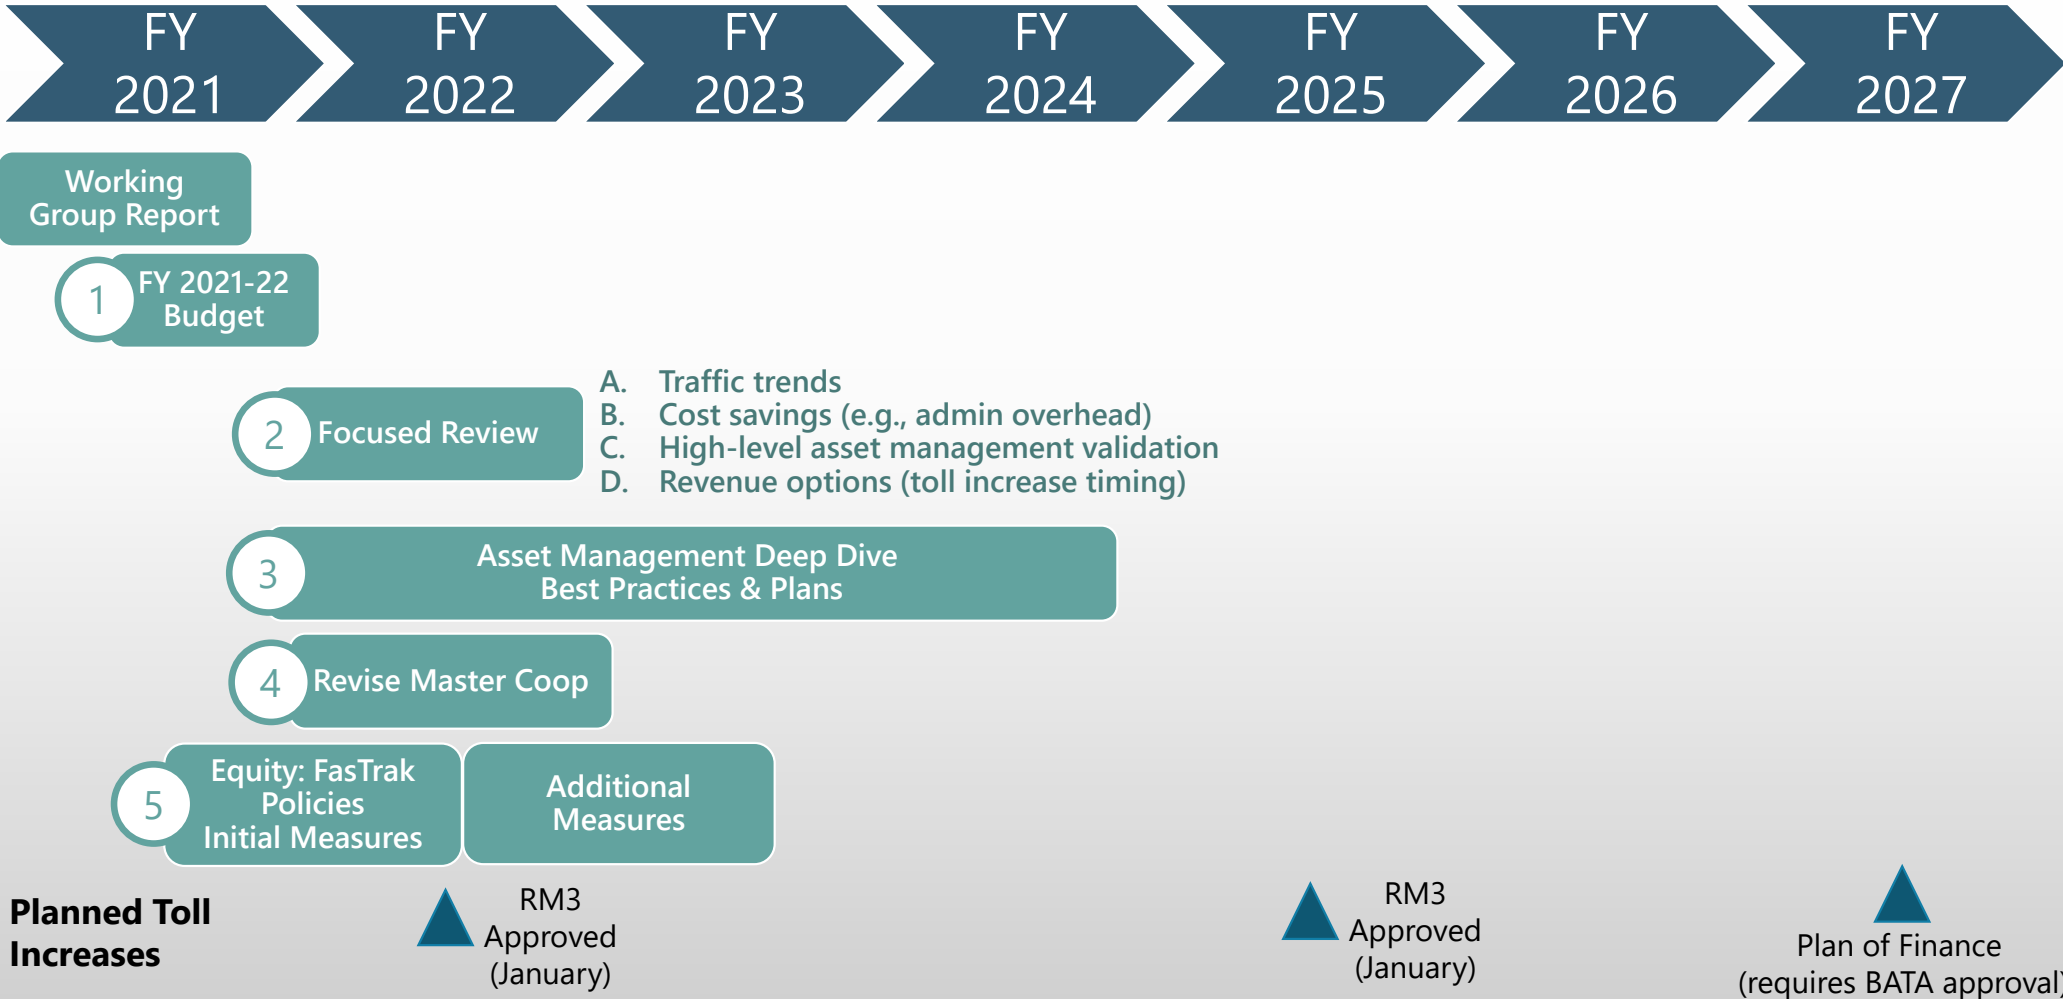 FY
2021
FY
2022
FY
2023
FY
2024
FY
2025
FY
2026
FY
2027
Working
Group Report
1
FY 2021-22
Budget
2
Focused Review
A. Traffic trends
B. Cost savings (e.g., admin overhead)
C. High-level asset management validation
D. Revenue options (toll increase timing)
3
Asset Management Deep Dive
Best Practices & Plans
4
Revise Master Coop
5
Equity: FasTrak
Policies
Initial Measures
Additional
Measures
Planned Toll
Increases
RM3
Approved
(January)
RM3
Approved
(January)
Plan of Finance
(requires BATA approval)